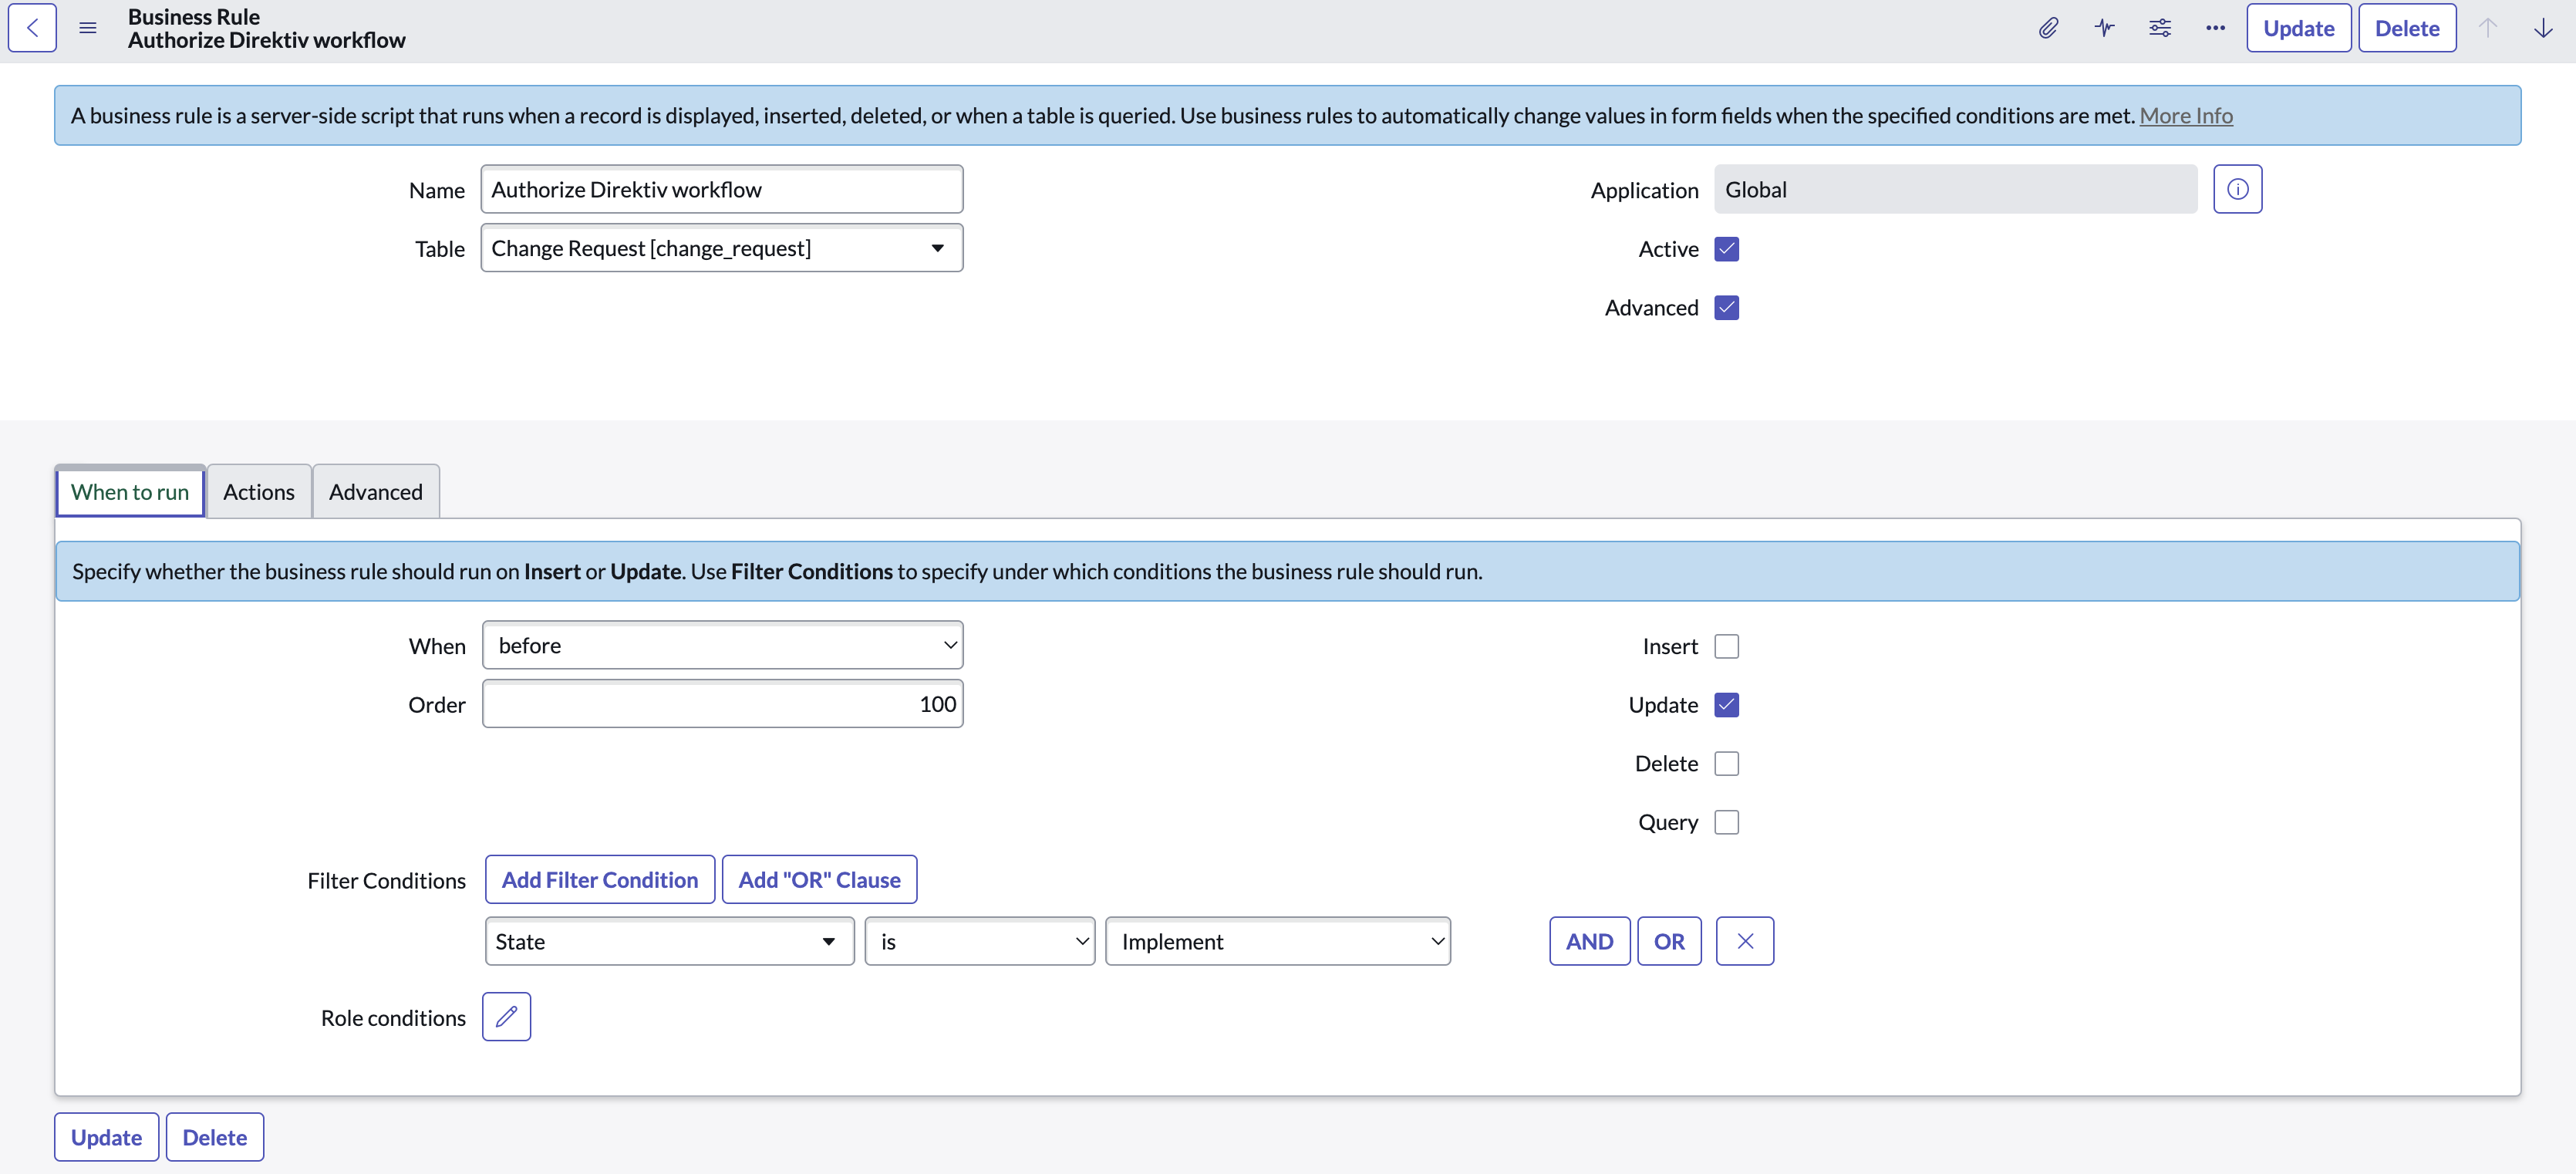 Business Rule
Authorize Direktiv workflow
Update
Delete
A business rule is a server-side script that runs when a record is displayed, inserted, deleted, or when a table is queried. Use business rules to automatically change values in form fields when the specified conditions are met. More Info
Name
Authorize Direktiv workflow
Application
Global
Table
Change Request [change_request]
Active
Advanced
When to run
Actions
Advanced
Specify whether the business rule should run on Insert or Update. Use Filter Conditions to specify under which conditions the business rule should run.
When
before
Insert
Order
100
Update
Delete
Query
Filter Conditions
Add Filter Condition
Add "OR" Clause
State
is
Implement
AND
OR
Role conditions
Update
Delete